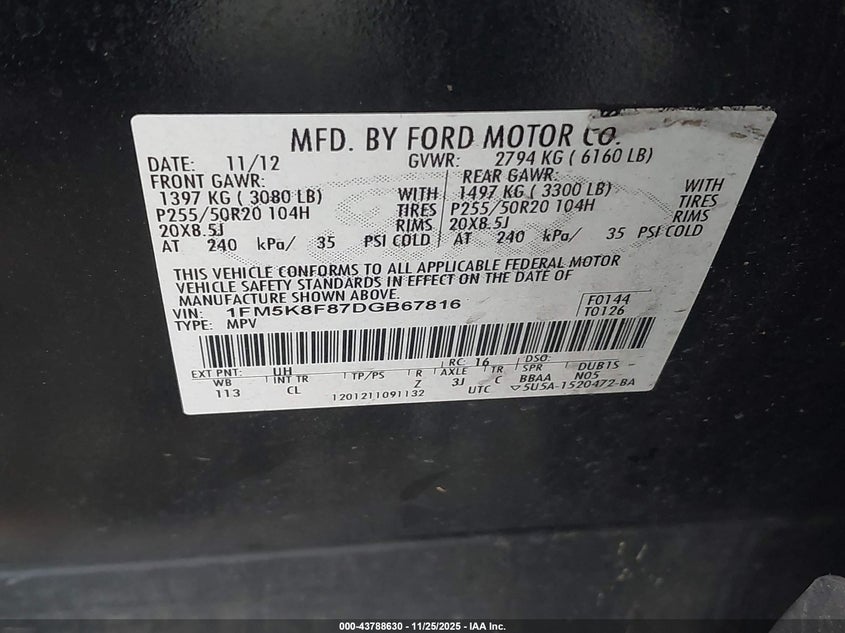 MFD. BY FORD MOTOR CO.
DATE: 11/12 GVWR: 2794 KG ( 6160 LB)
FRONT GAWR: REAR GAWR:
1397 KG ( 3080 LB) WITH 1497 KG ( 3300 LB) WITH
P255/50R20 104H TIRES P255/50R20 104H TIRES
20X8.5J RIMS 20X8.5J RIMS
AT 240 kPa/ 35 PSI COLD AT 240 kPa/ 35 PSI COLD
THIS VEHICLE CONFORMS TO ALL APPLICABLE FEDERAL MOTOR
VEHICLE SAFETY STANDARDS IN EFFECT ON THE DATE OF
MANUFACTURE SHOWN ABOVE.
VIN: 1FM5K8F87DGB67816 F0144
TYPE: MPV T0126
EXT PNT: UH RC: 16 DSO:
WB INT TR TP/PS R AXLE TR SPR DUB1S -
113 CL Z 3J C BBAA N05
1201211091132 UTC ▽5U5A-1520472-BA
000-43788630 - 11/25/2025 - IAA Inc.